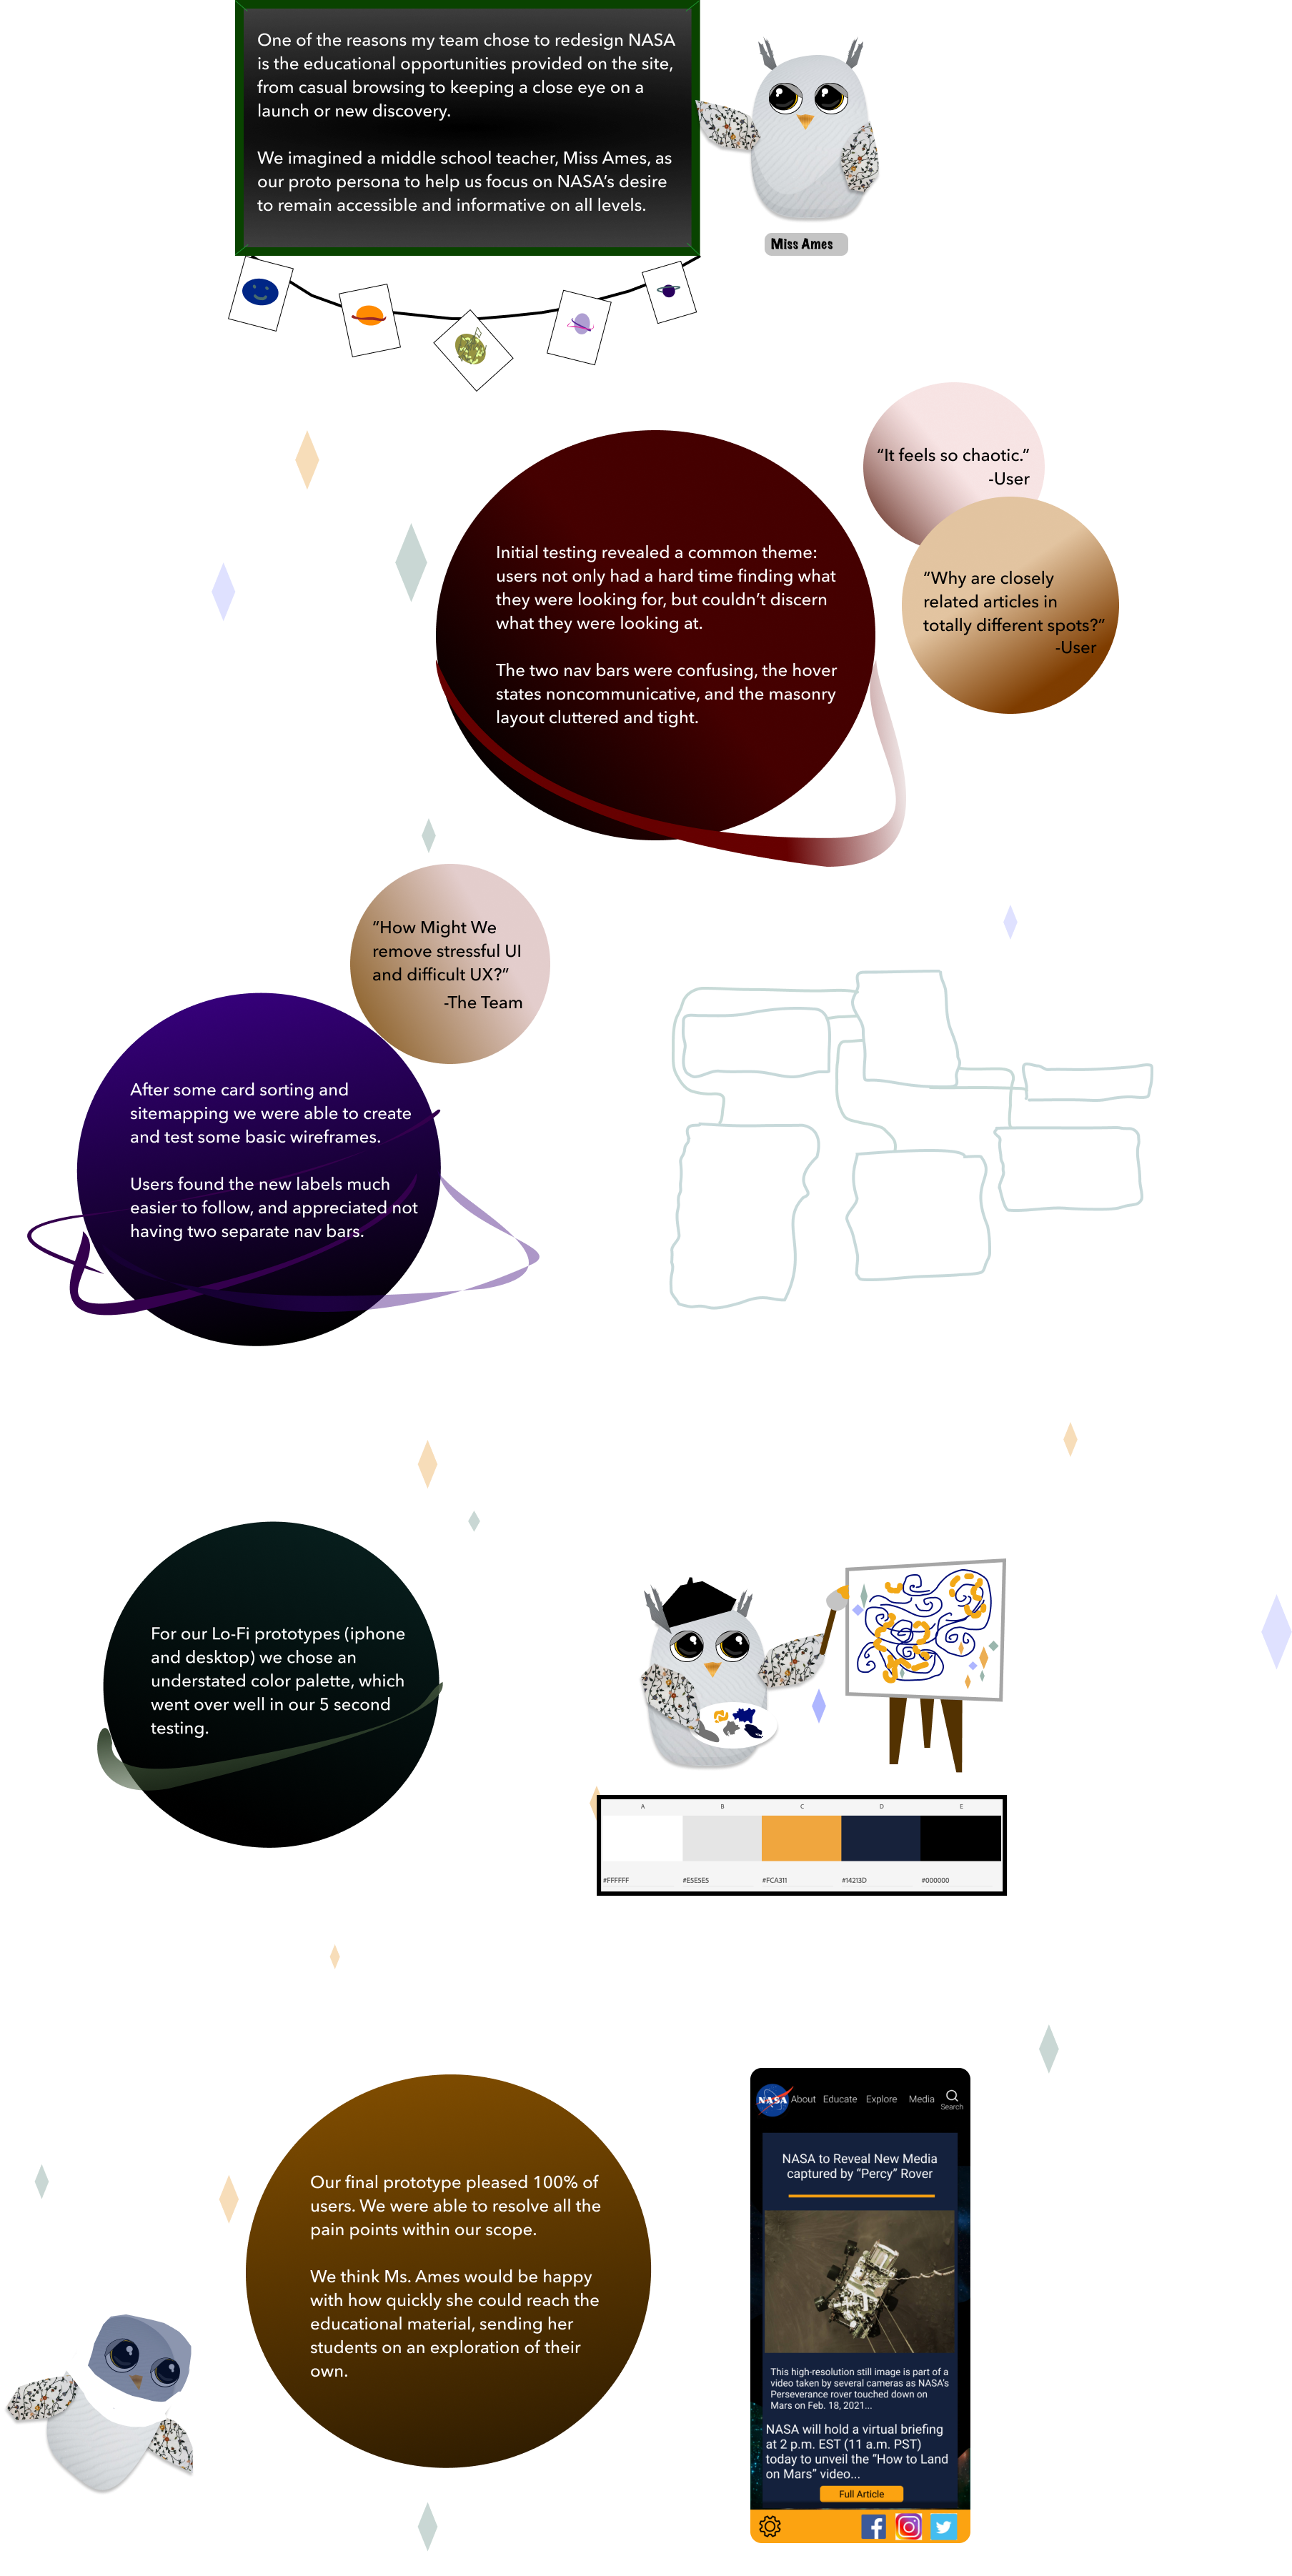 One of the reasons my team chose to redesign NASA
is the educational opportunities provided on the site,
from casual browsing to keeping a close eye on a
launch or new discovery.
We imagined a middle school teacher, Miss Ames, as
our proto persona to help us focus on NASA's desire
to remain accessible and informative on all levels.
Miss Ames
“It feels so chaotic.”
-User
“Why are closely
related articles in
totally different spots?”
-User
Initial testing revealed a common theme:
users not only had a hard time finding what
they were looking for, but couldn't discern
what they were looking at.
The two nav bars were confusing, the hover
states noncommunicative, and the masonry
layout cluttered and tight.
“How Might We
remove stressful UI
and difficult UX?”
-The Team
After some card sorting and
sitemapping we were able to create
and test some basic wireframes.
Users found the new labels much
easier to follow, and appreciated not
having two separate nav bars.
For our Lo-Fi prototypes (iphone
and desktop) we chose an
understated color palette, which
went over well in our 5 second
testing.
A B C D E
#FFFFFF #E5E5E5 #FCA311 #14213D #000000
Our final prototype pleased 100% of
users. We were able to resolve all the
pain points within our scope.
We think Ms. Ames would be happy
with how quickly she could reach the
educational material, sending her
students on an exploration of their
own.
NASA About Educate Explore Media
Search
NASA to Reveal New Media
captured by “Percy” Rover
This high-resolution still image is part of a
video taken by several cameras as NASA's
Perseverance rover touched down on
Mars on Feb. 18, 2021...
NASA will hold a virtual briefing
at 2 p.m. EST (11 a.m. PST)
today to unveil the “How to Land
on Mars” video...
Full Article